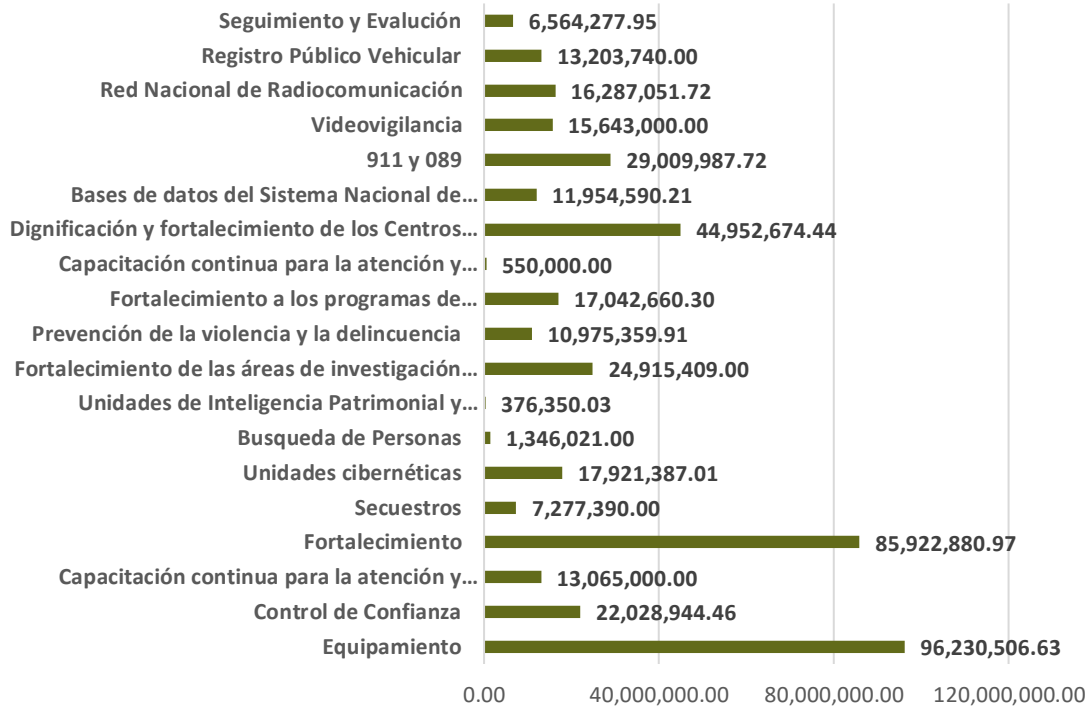 Seguimiento y Evalución 6,564,277.95
Registro Público Vehicular 13,203,740.00
Red Nacional de Radiocomunicación 16,287,051.72
Videovigilancia 15,643,000.00
911 y 089 29,009,987.72
Bases de datos del Sistema Nacional de... 11,954,590.21
Dignificación y fortalecimiento de los Centros... 44,952,674.44
Capacitación continua para la atención y... 550,000.00
Fortalecimiento a los programas de... 17,042,660.30
Prevención de la violencia y la delincuencia 10,975,359.91
Fortalecimiento de las áreas de investigación... 24,915,409.00
Unidades de Inteligencia Patrimonial y... 376,350.03
Busqueda de Personas 1,346,021.00
Unidades cibernéticas 17,921,387.01
Secuestros 7,277,390.00
Fortalecimiento 85,922,880.97
Capacitación continua para la atención y... 13,065,000.00
Control de Confianza 22,028,944.46
Equipamiento 96,230,506.63
0.00 40,000,000.00 80,000,000.00 120,000,000.00